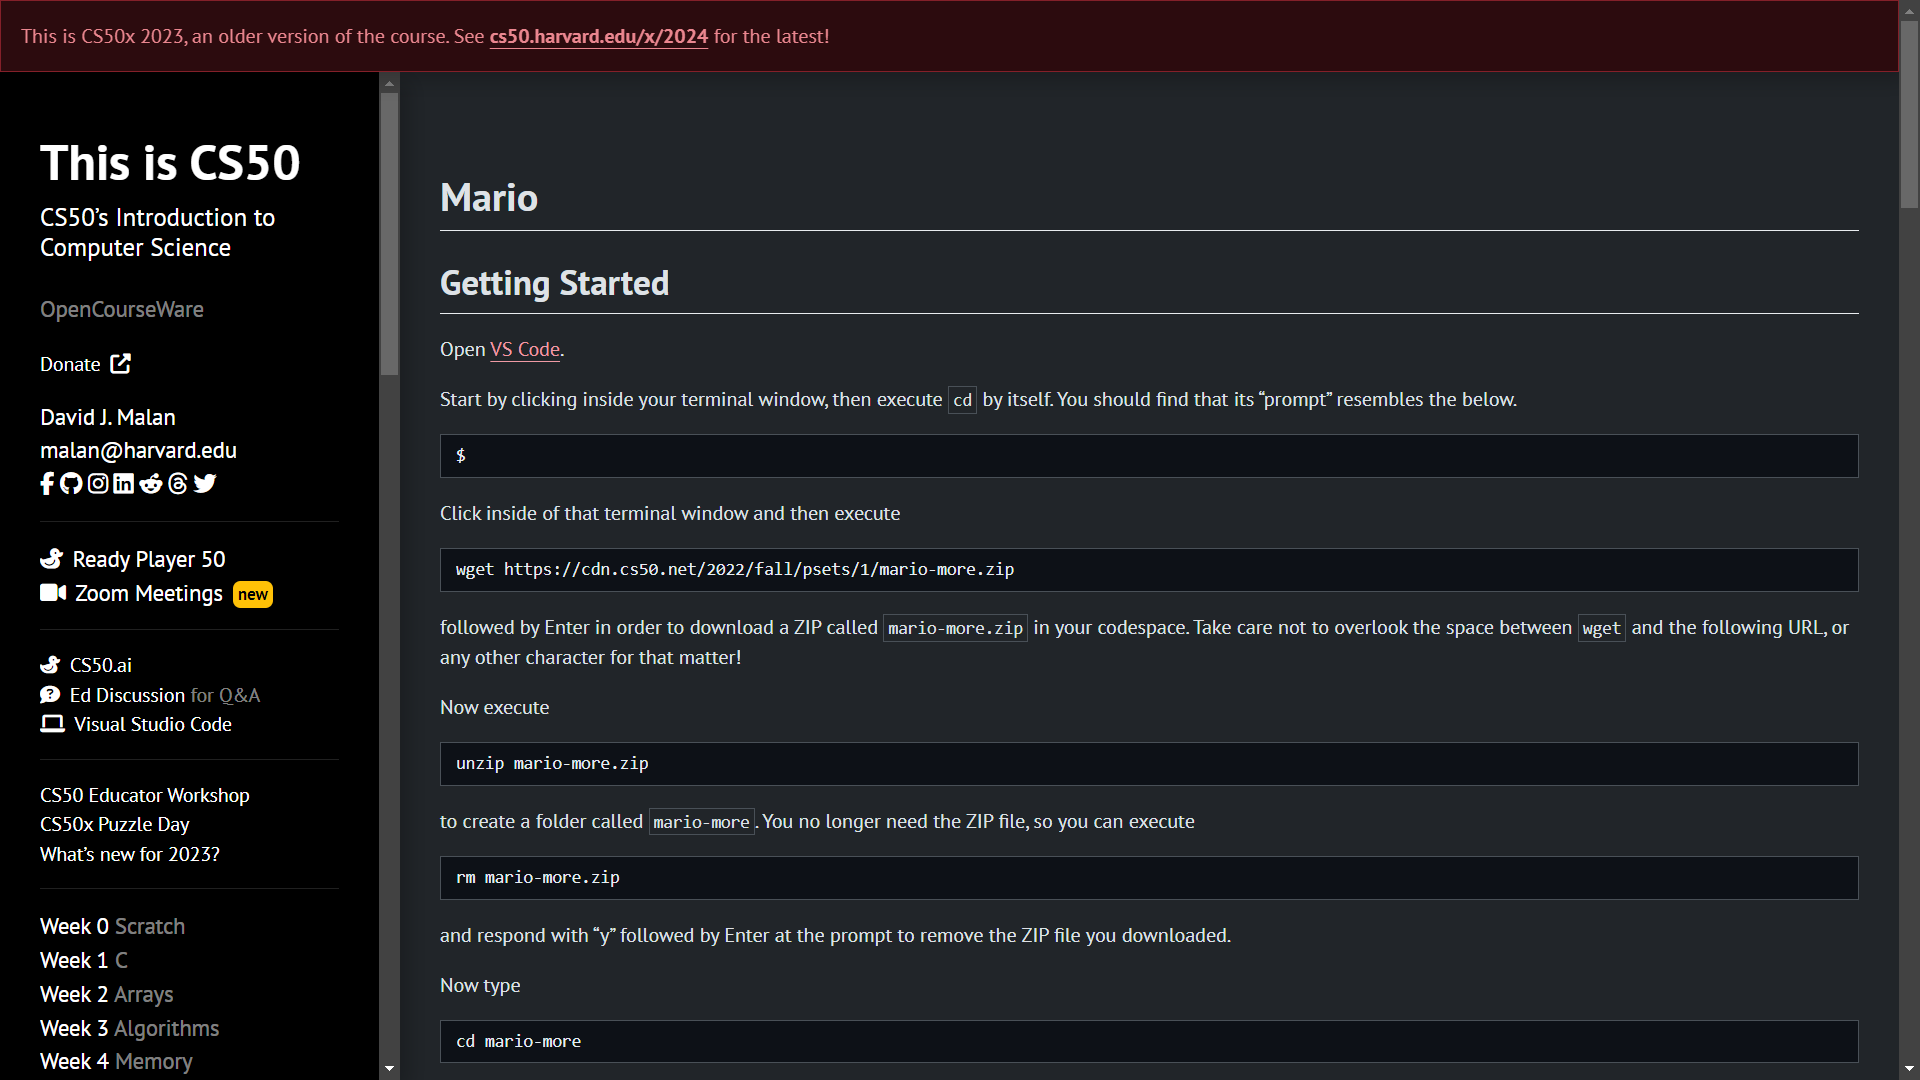 This is CS50x 2023, an older version of the course. See cs50.harvard.edu/x/2024 for the latest!
This is CS50
CS50’s Introduction to
Computer Science
OpenCourseWare
Donate
David J. Malan
malan@harvard.edu
Ready Player 50
Zoom Meetings new
CS50.ai
Ed Discussion for Q&A
Visual Studio Code
CS50 Educator Workshop
CS50x Puzzle Day
What’s new for 2023?
Week 0 Scratch
Week 1 C
Week 2 Arrays
Week 3 Algorithms
Week 4 Memory
Mario
Getting Started
Open VS Code.
Start by clicking inside your terminal window, then execute cd by itself. You should find that its “prompt” resembles the below.
$
Click inside of that terminal window and then execute
wget https://cdn.cs50.net/2022/fall/psets/1/mario-more.zip
followed by Enter in order to download a ZIP called mario-more.zip in your codespace. Take care not to overlook the space between wget and the following URL, or
any other character for that matter!
Now execute
unzip mario-more.zip
to create a folder called mario-more. You no longer need the ZIP file, so you can execute
rm mario-more.zip
and respond with “y” followed by Enter at the prompt to remove the ZIP file you downloaded.
Now type
cd mario-more